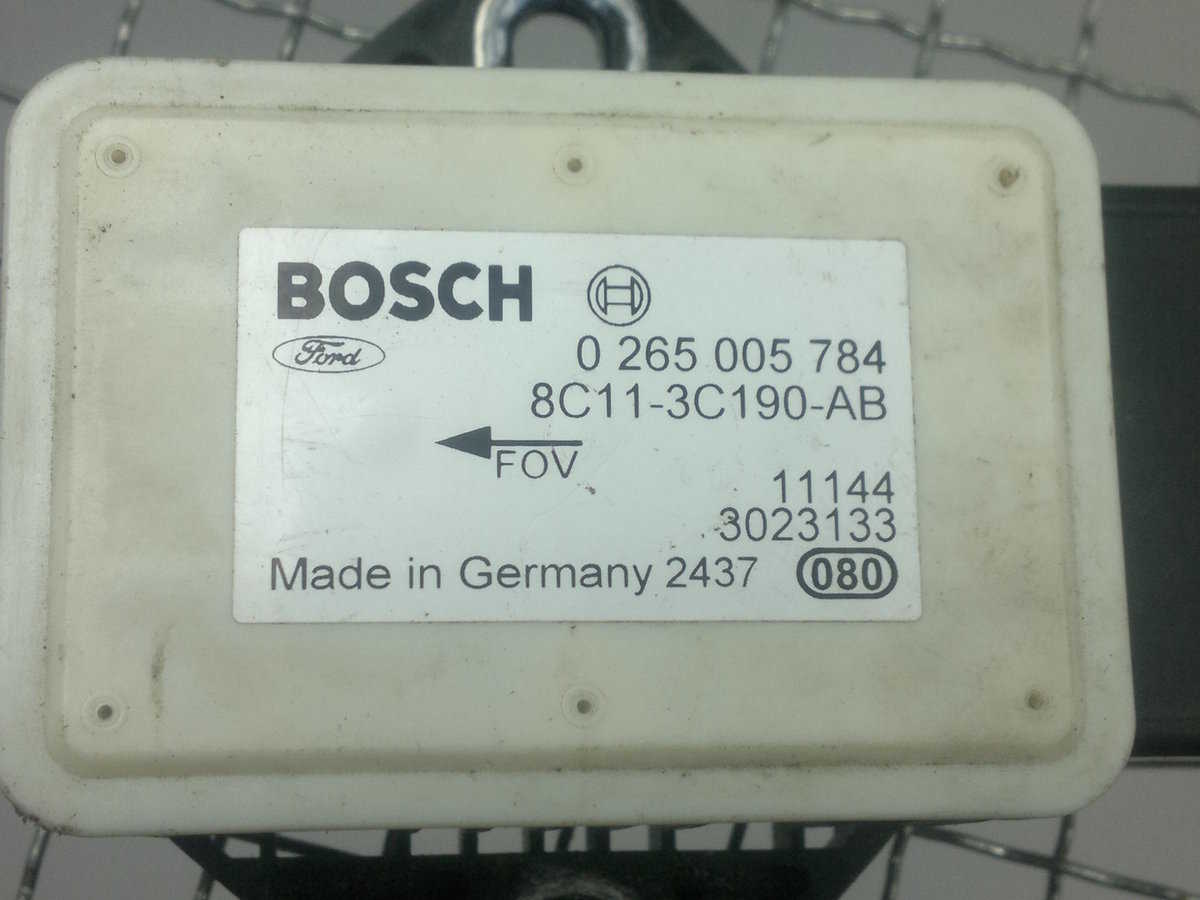 BOSCH
Ford
0 265 005 784
8C11-3C190-AB
FOV
11144
3023133
Made in Germany 2437 080